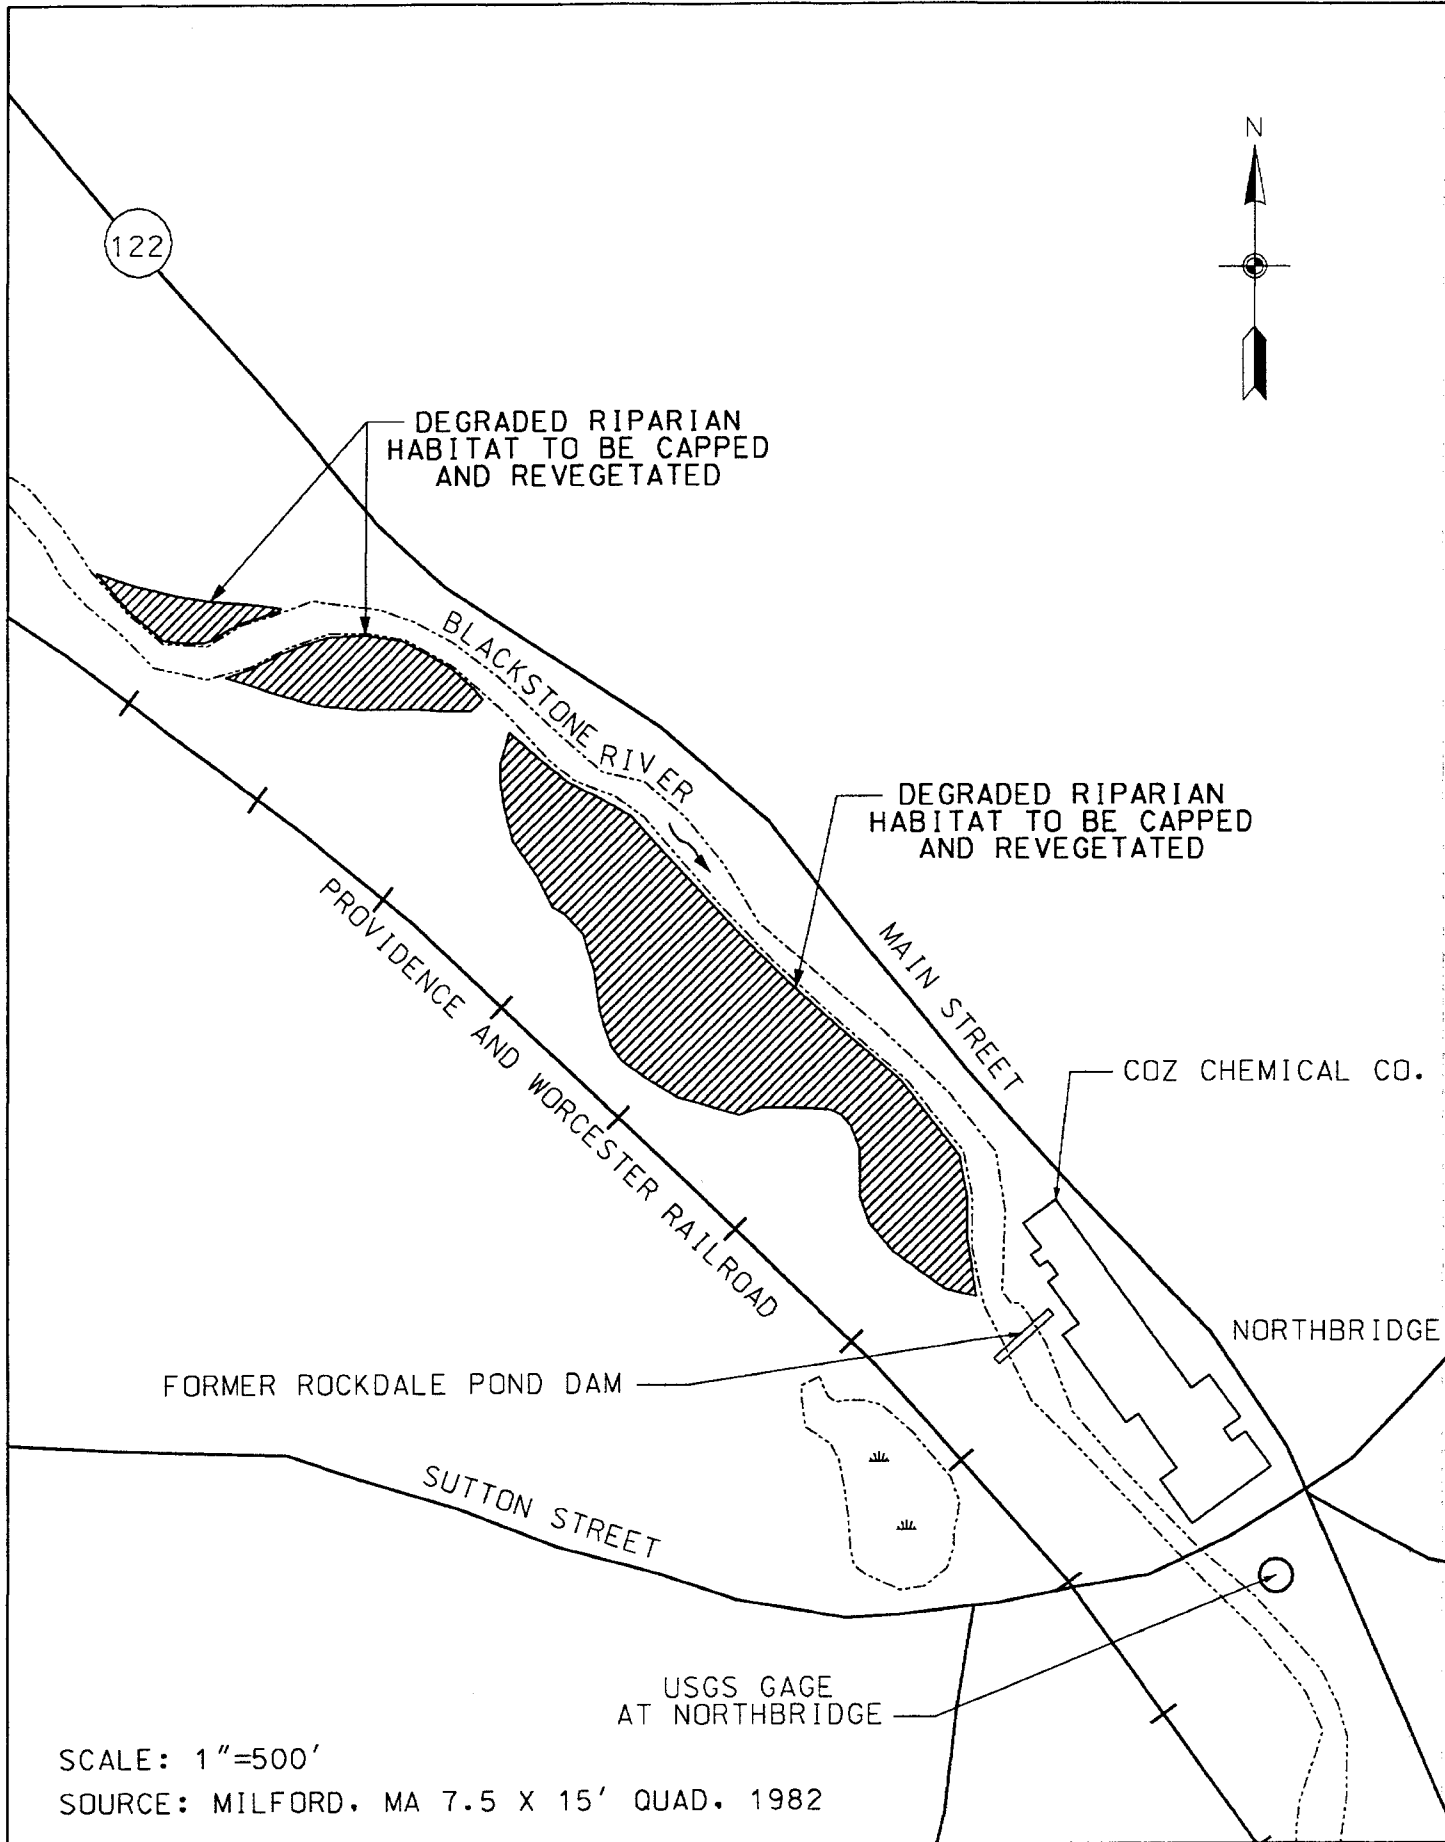 N
122
DEGRADED RIPARIAN
HABITAT TO BE CAPPED
AND REVEGETATED
BLACKSTONE RIVER
DEGRADED RIPARIAN
HABITAT TO BE CAPPED
AND REVEGETATED
MAIN STREET
PROVIDENCE AND WORCESTER RAILROAD
COZ CHEMICAL CO.
NORTHBRIDGE
FORMER ROCKDALE POND DAM
SUTTON STREET
USGS GAGE
AT NORTHBRIDGE
SCALE: 1"=500'
SOURCE: MILFORD, MA 7.5 X 15' QUAD. 1982